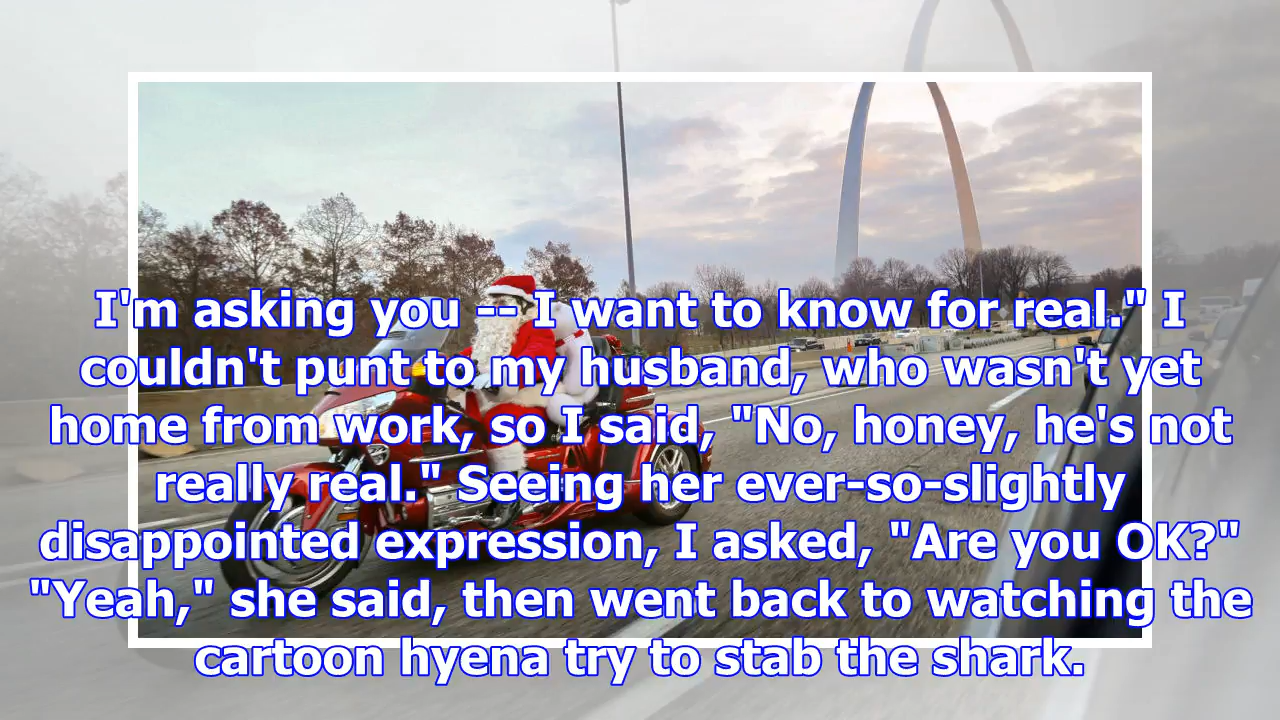 I'm asking you -- I want to know for real." I
couldn't punt to my husband, who wasn't yet
home from work, so I said, "No, honey, he's not
really real." Seeing her ever-so-slightly
disappointed expression, I asked, "Are you OK?"
"Yeah," she said, then went back to watching the
cartoon hyena try to stab the shark.